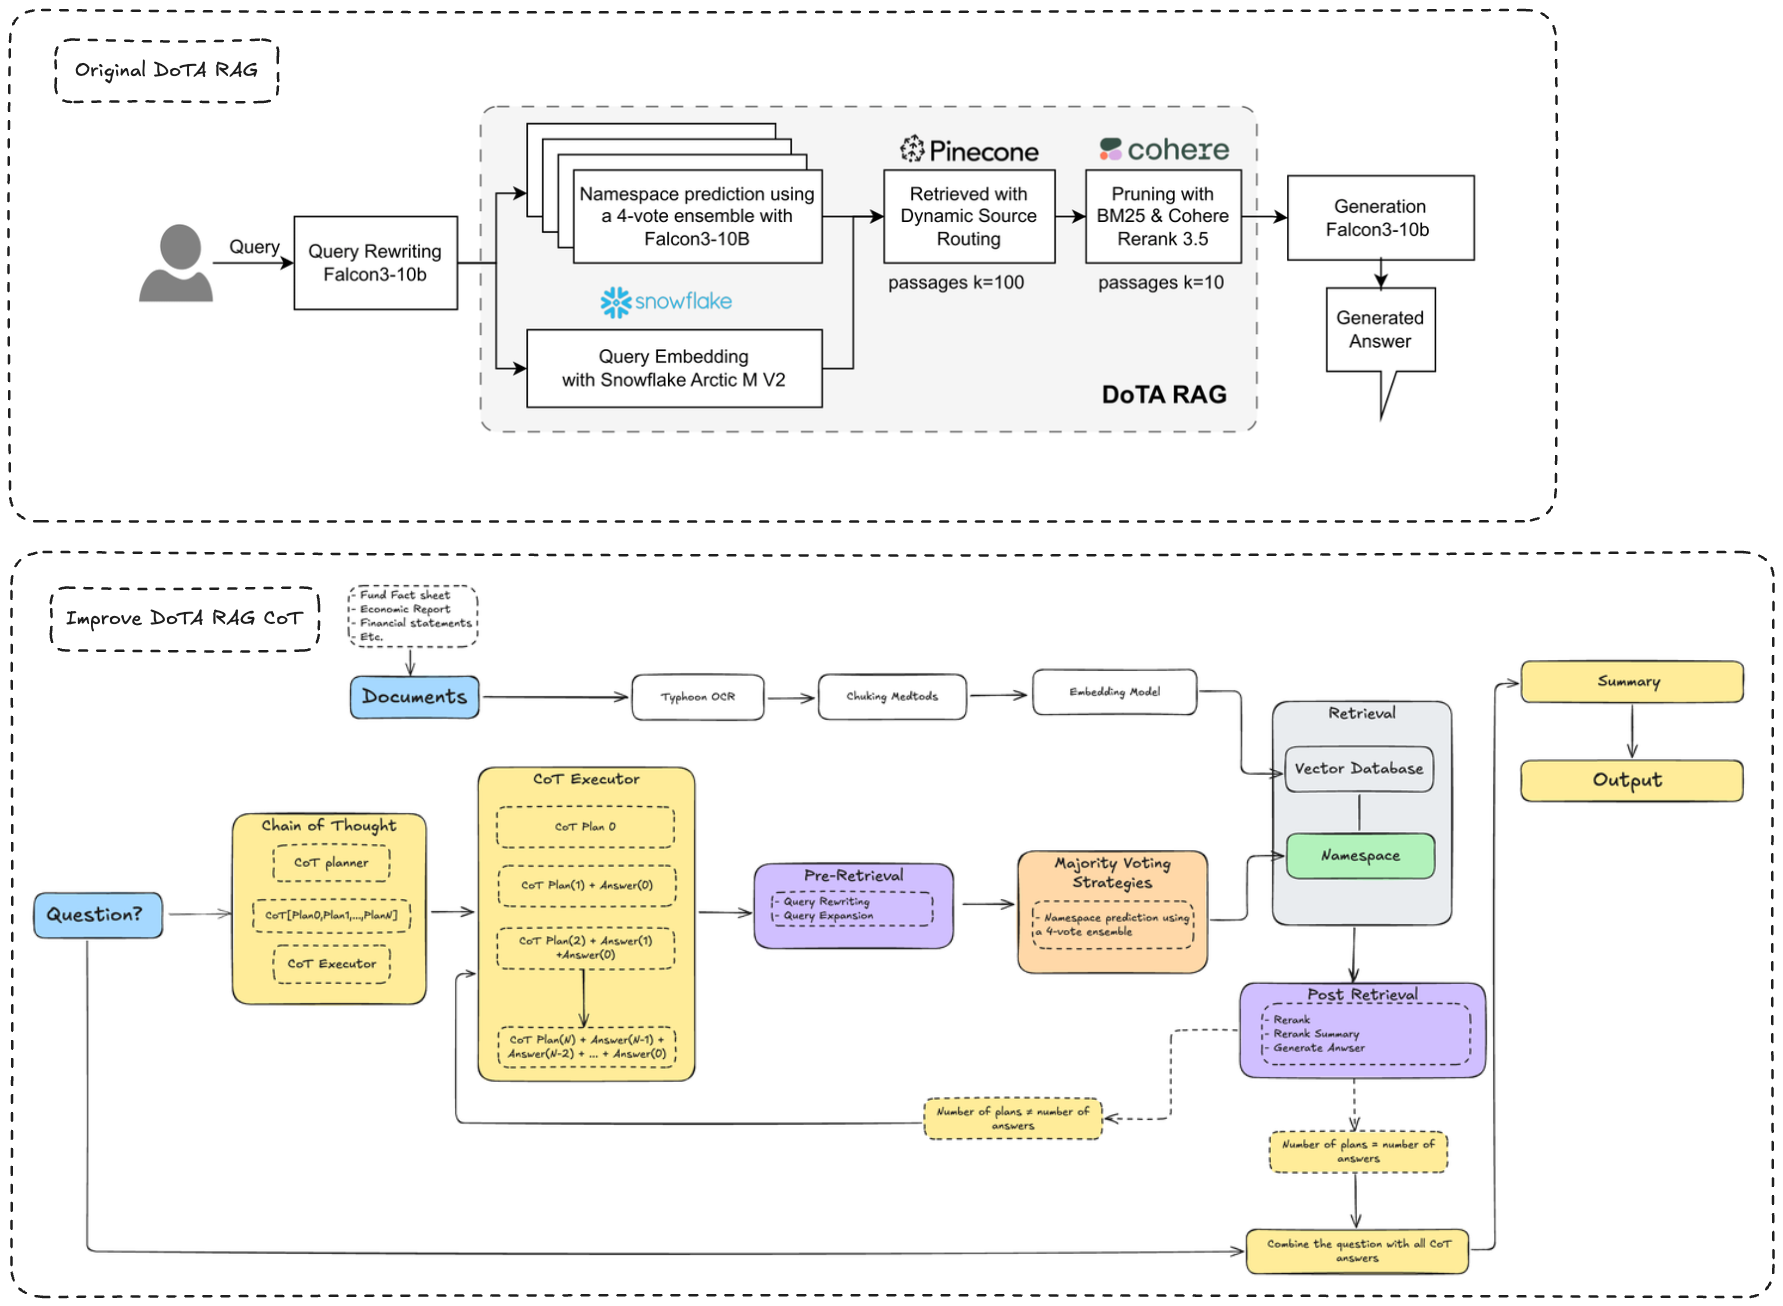 Original DoTA RAG
Query
Query Rewriting
Falcon3-10b
Namespace prediction using
a 4-vote ensemble with
Falcon3-10B
snowflake
Query Embedding
with Snowflake Arctic M V2
Pinecone
Retrieved with
Dynamic Source
Routing
passages k=100
cohere
Pruning with
BM25 & Cohere
Rerank 3.5
passages k=10
DoTA RAG
Generation
Falcon3-10b
Generated
Answer
Improve DoTA RAG CoT
- Fund Fact sheet
- Economic Report
- Financial statements
- Etc.
Documents
Typhoon OCR
Chuking Medtods
Embedding Model
Retrieval
Vector Database
Namespace
Summary
Output
Question?
Chain of Thought
CoT planner
CoT[Plan0,Plan1,...,PlanN]
CoT Executor
CoT Executor
CoT Plan 0
CoT Plan(1) + Answer(0)
CoT Plan(2) + Answer(1)
+Answer(0)
CoT Plan(N) + Answer(N-1) +
Answer(N-2) + ... + Answer(0)
Pre-Retrieval
- Query Rewriting
- Query Expansion
Majority Voting
Strategies
- Namespace prediction using
a 4-vote ensemble
Post Retrieval
- Rerank
- Rerank Summary
- Generate Anwser
Number of plans ≠ number of
answers
Number of plans = number of
answers
Combine the question with all CoT
answers